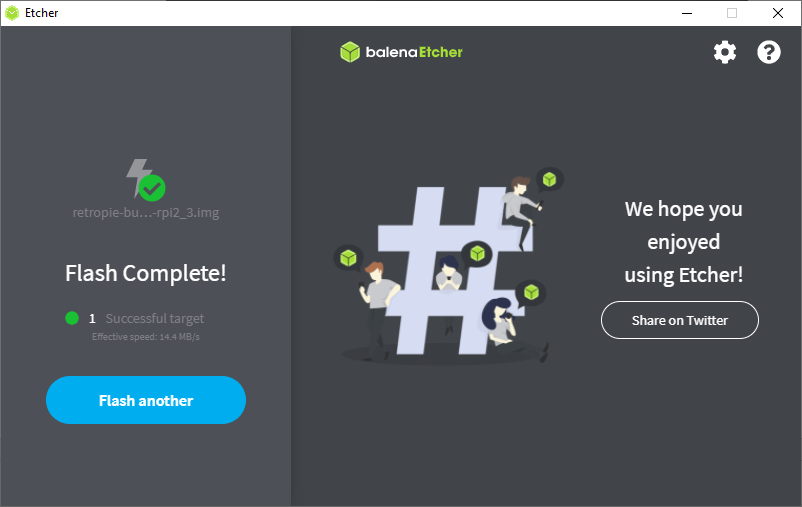 Etcher
balenaEtcher
retropie-bu...-rpi2_3.img
Flash Complete!
1 Successful target
Effective speed: 14.4 MB/s
Flash another
We hope you
enjoyed
using Etcher!
Share on Twitter